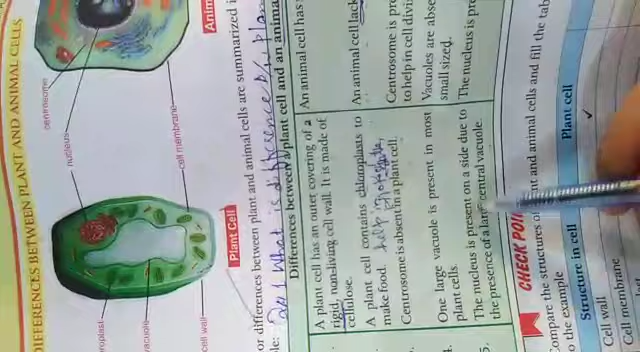 DIFFERENCES BETWEEN PLANT AND ANIMAL CELLS
centrosome
nucleus
cell membrane
vacuole
cell wall
Plant Cell
or differences between plant and animal cells are summarized
What is difference b/
Differences between a plant cell and an animal
A plant cell has an outer covering of a
rigid, non-living cell wall. It is made of
cellulose.
An animal cell has
A plant cell contains chloroplasts to
make food.
An animal cell lack
Centrosome is absent in a plant cell.
Centrosome is pre
to help in cell divi
One large vacuole is present in most
plant cells.
Vacuoles are abse
small sized.
The nucleus is present on a side due to
the presence of a large central vacuole.
The nucleus is pre
CHECK POIN
ompare the structures of
nt and animal cells and fill the tab
o the example
Structure in cell
Plant cell
✓
Cell wall
Cell membrane